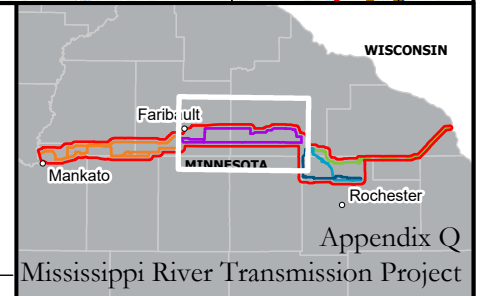 WISCONSIN
Faribault
Mankato
MINNESOTA
Rochester
Appendix Q
Mississippi River Transmission Project